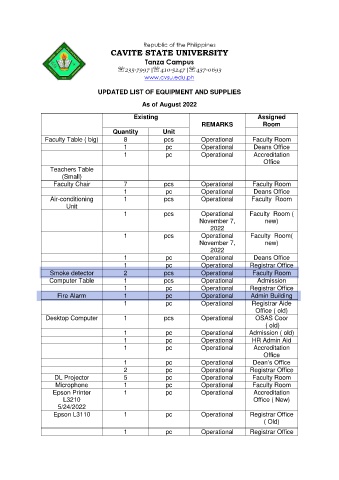 Republic of the Philippines
CAVITE STATE UNIVERSITY
Tanza Campus
☏235-7997 |☏410-5247 |☏437-0693
www.cvsu.edu.ph
UPDATED LIST OF EQUIPMENT AND SUPPLIES
As of August 2022
Existing REMARKS Assigned Room
Quantity Unit
Faculty Table ( big) 8 pcs Operational Faculty Room
1 pc Operational Deans Office
1 pc Operational Accreditation
Office
Teachers Table
(Small)
Faculty Chair 7 pcs Operational Faculty Room
1 pc Operational Deans Office
Air-conditioning 1 pcs Operational Faculty Room
Unit
1 pcs Operational Faculty Room (
November 7, new)
2022
1 pcs Operational Faculty Room(
November 7, new)
2022
1 pc Operational Deans Office
1 pc Operational Registrar Office
Smoke detector 2 pcs Operational Faculty Room
Computer Table 1 pcs Operational Admission
1 pc Operational Registrar Office
Fire Alarm 1 pc Operational Admin Building
1 pc Operational Registrar Aide
Office ( old)
Desktop Computer 1 pcs Operational OSAS Coor
( old)
1 pc Operational Admission ( old)
1 pc Operational HR Admin Aid
1 pc Operational Accreditation
Office
1 pc Operational Dean's Office
2 pc Operational Registrar Office
DL Projector 5 pc Operational Faculty Room
Microphone 1 pc Operational Faculty Room
Epson Printer 1 pc Operational Accreditation
L3210 Office ( New)
5/24/2022
Epson L3110 1 pc Operational Registrar Office
( Old)
1 pc Operational Registrar Office